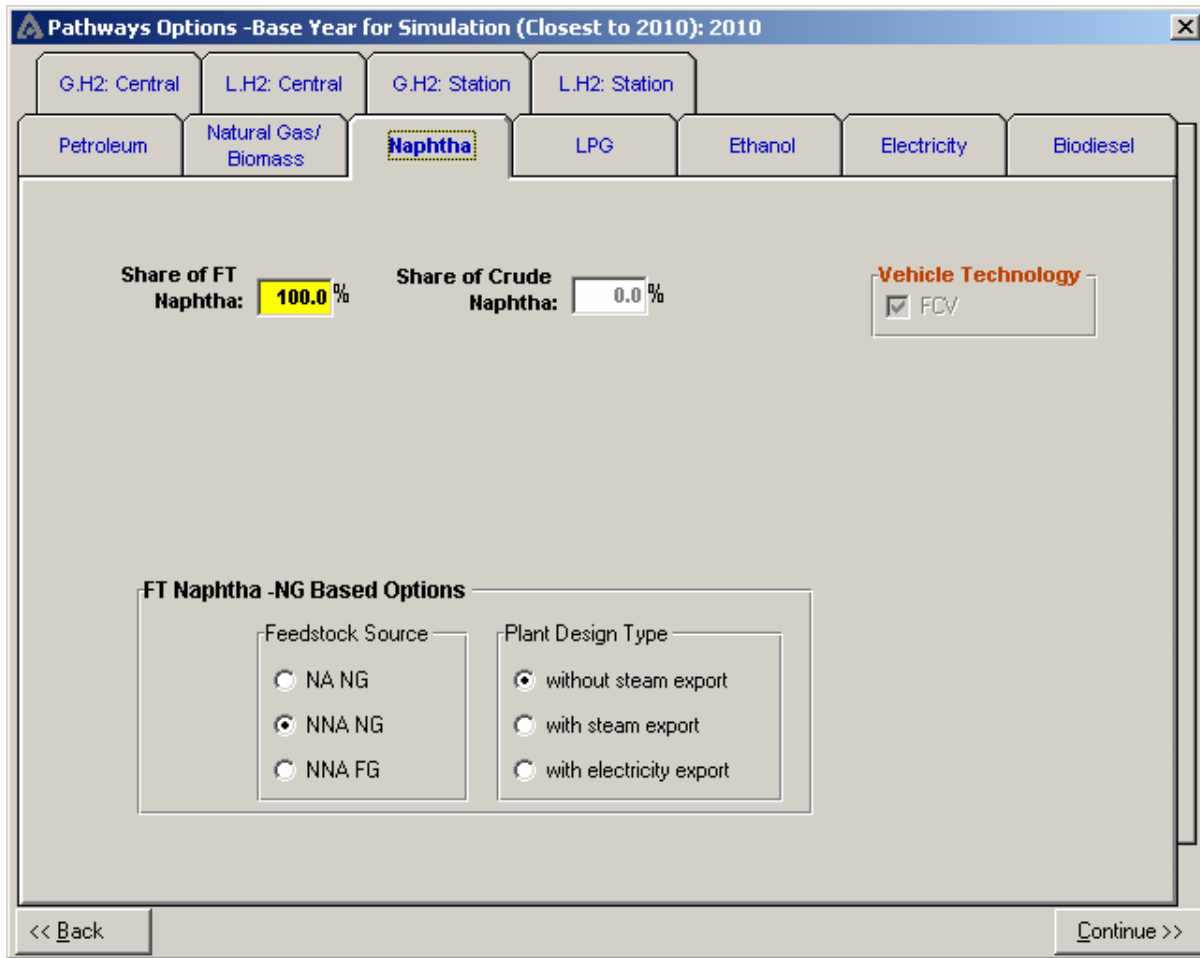 Pathways Options -Base Year for Simulation (Closest to 2010): 2010
G.H2: Central
L.H2: Central
G.H2: Station
L.H2: Station
Petroleum
Natural Gas/
Biomass
Naphtha
LPG
Ethanol
Electricity
Biodiesel
Share of FT
Naphtha:
100.0 %
Share of Crude
Naphtha:
0.0 %
Vehicle Technology
FCV
FT Naphtha -NG Based Options
Feedstock Source
NA NG
NNA NG
NNA FG
Plant Design Type
without steam export
with steam export
with electricity export
<< Back
Continue >>